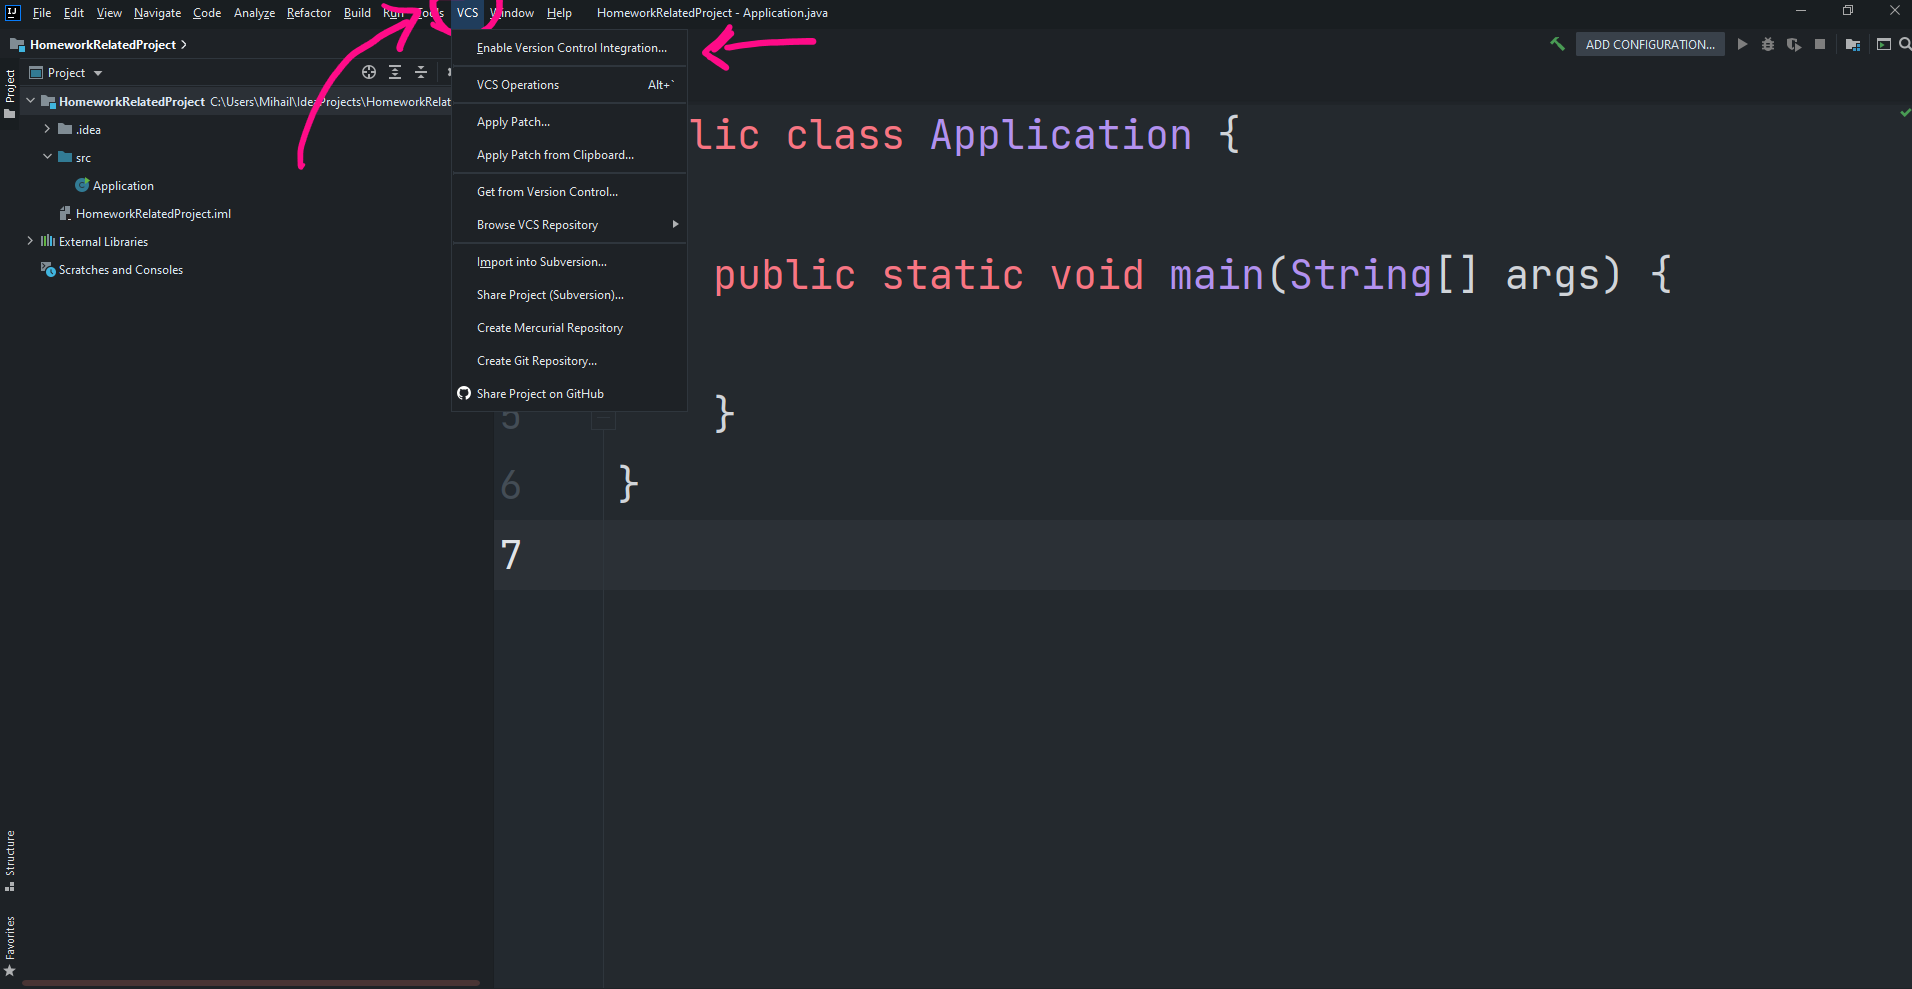 IJ File Edit View Navigate Code Analyze Refactor Build Run Tools VCS Window Help HomeworkRelatedProject - Application.java
HomeworkRelatedProject
ADD CONFIGURATION...
Project
Project
HomeworkRelatedProject C:\Users\Mihail\IdeaProjects\HomeworkRelat
.idea
src
Application
HomeworkRelatedProject.iml
External Libraries
Scratches and Consoles
Enable Version Control Integration...
VCS Operations Alt+`
Apply Patch...
Apply Patch from Clipboard...
Get from Version Control...
Browse VCS Repository
Import into Subversion...
Share Project (Subversion)...
Create Mercurial Repository
Create Git Repository...
Share Project on GitHub
lic class Application {
public static void main(String[] args) {
5 }
6 }
7
Structure
Favorites